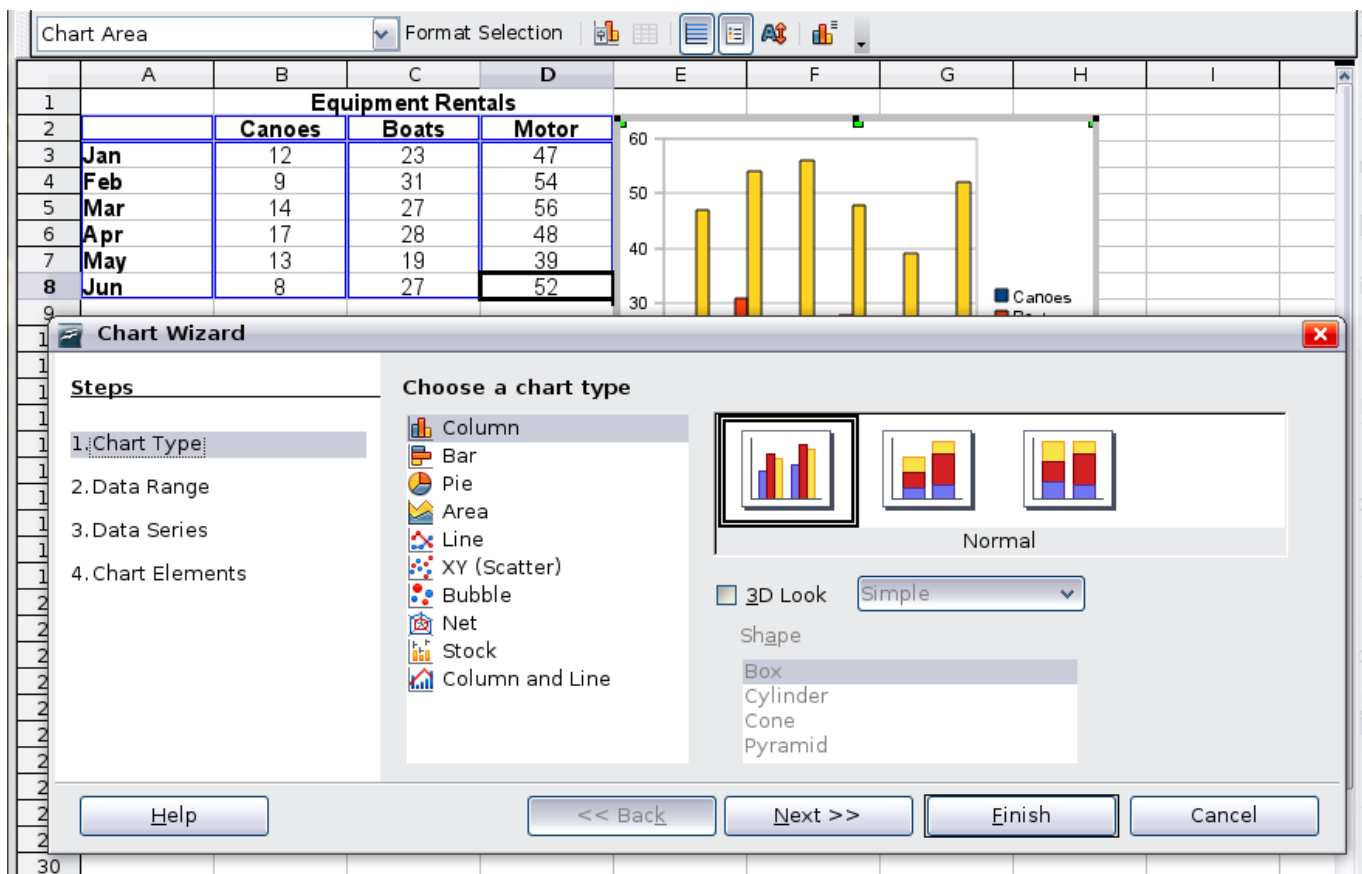 Chart Area Format Selection
A B C D E F G H I
1 Equipment Rentals
2 Canoes Boats Motor
3 Jan 12 23 47
4 Feb 9 31 54
5 Mar 14 27 56
6 Apr 17 28 48
7 May 13 19 39
8 Jun 8 27 52
9
60
50
40
30
Canoes
Chart Wizard
Steps
1.Chart Type
2.Data Range
3.Data Series
4.Chart Elements
Choose a chart type
Column
Bar
Pie
Area
Line
XY (Scatter)
Bubble
Net
Stock
Column and Line
Normal
3D Look Simple
Shape
Box
Cylinder
Cone
Pyramid
Help << Back Next >> Finish Cancel
30